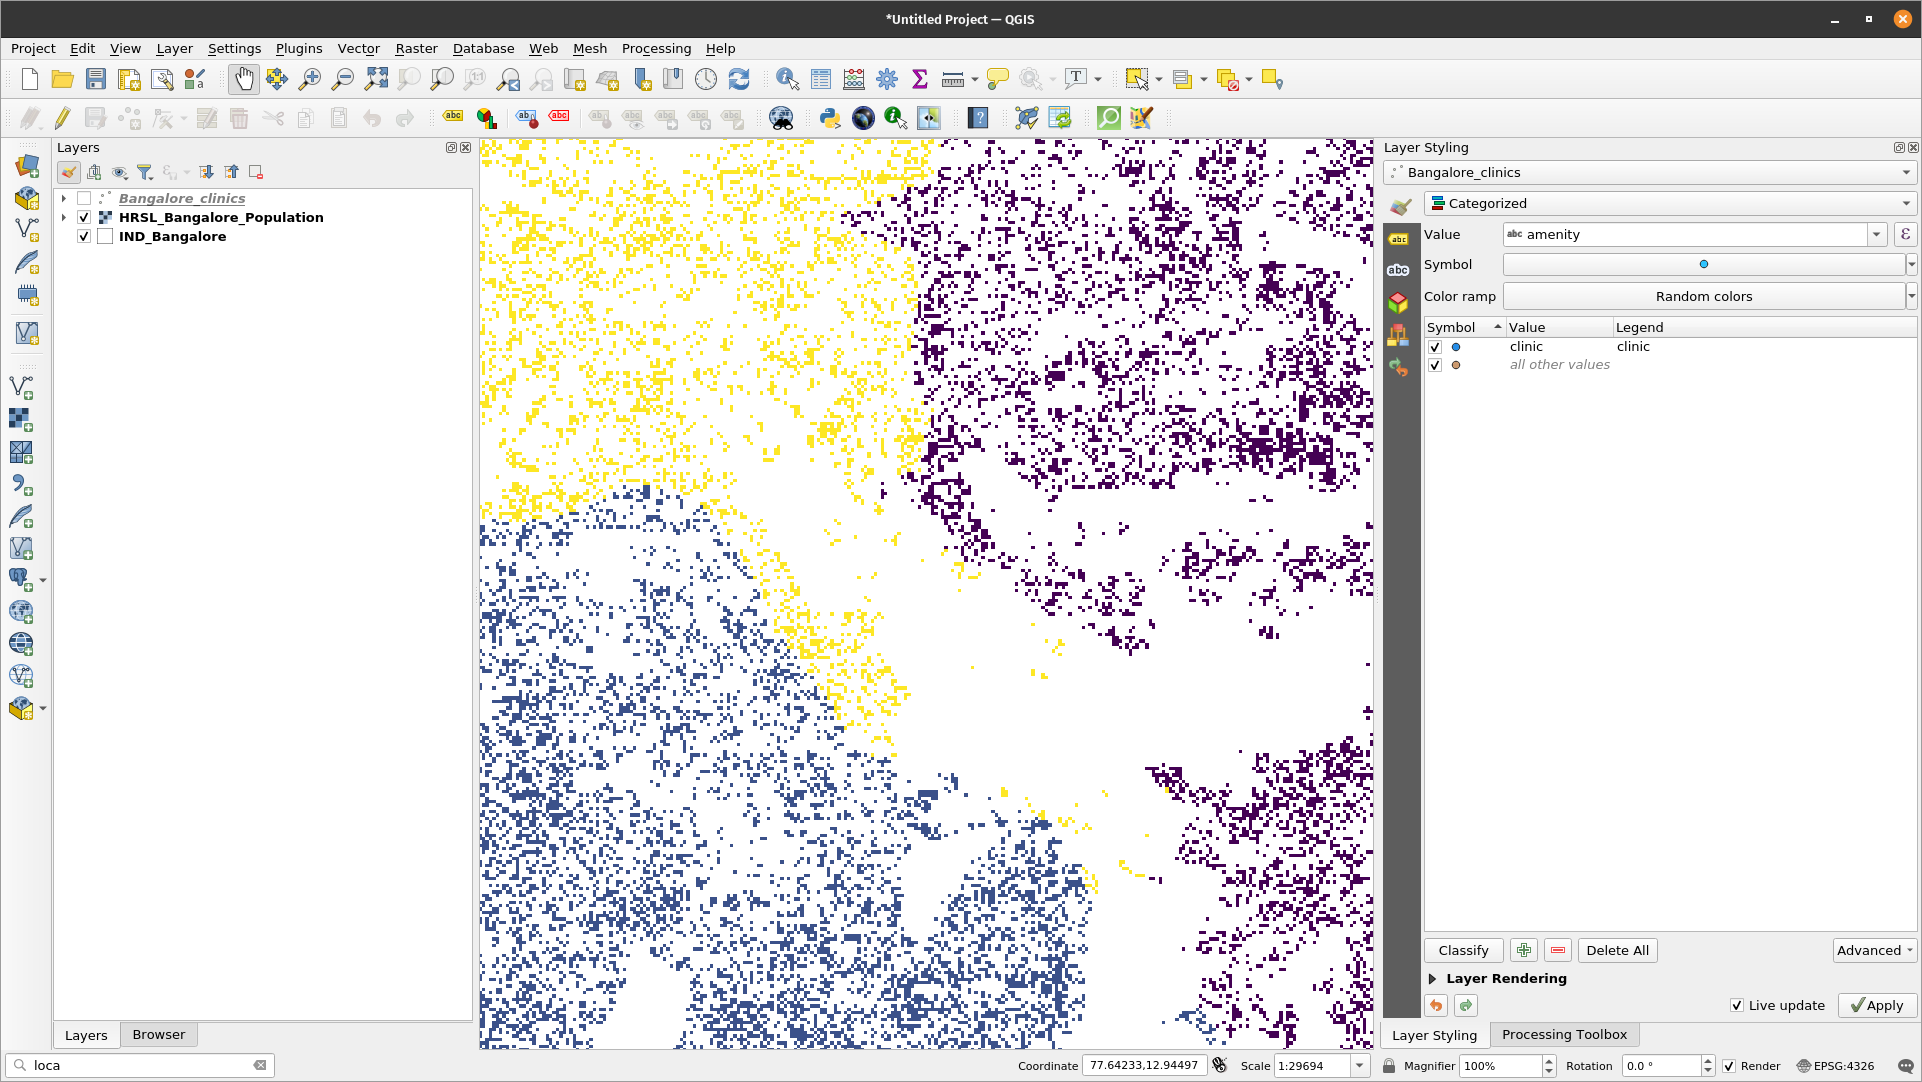 *Untitled Project — QGIS
Project Edit View Layer Settings Plugins Vector Raster Database Web Mesh Processing Help
Layers
Bangalore_clinics
HRSL_Bangalore_Population
IND_Bangalore
Layers Browser
Layer Styling
Bangalore_clinics
Categorized
Value abc amenity ε
Symbol
Color ramp Random colors
Symbol Value Legend
clinic clinic
all other values
Classify Delete All Advanced
Layer Rendering
Live update Apply
Layer Styling Processing Toolbox
loca Coordinate 77.64233,12.94497 Scale 1:29694 Magnifier 100% Rotation 0.0 ° Render EPSG:4326